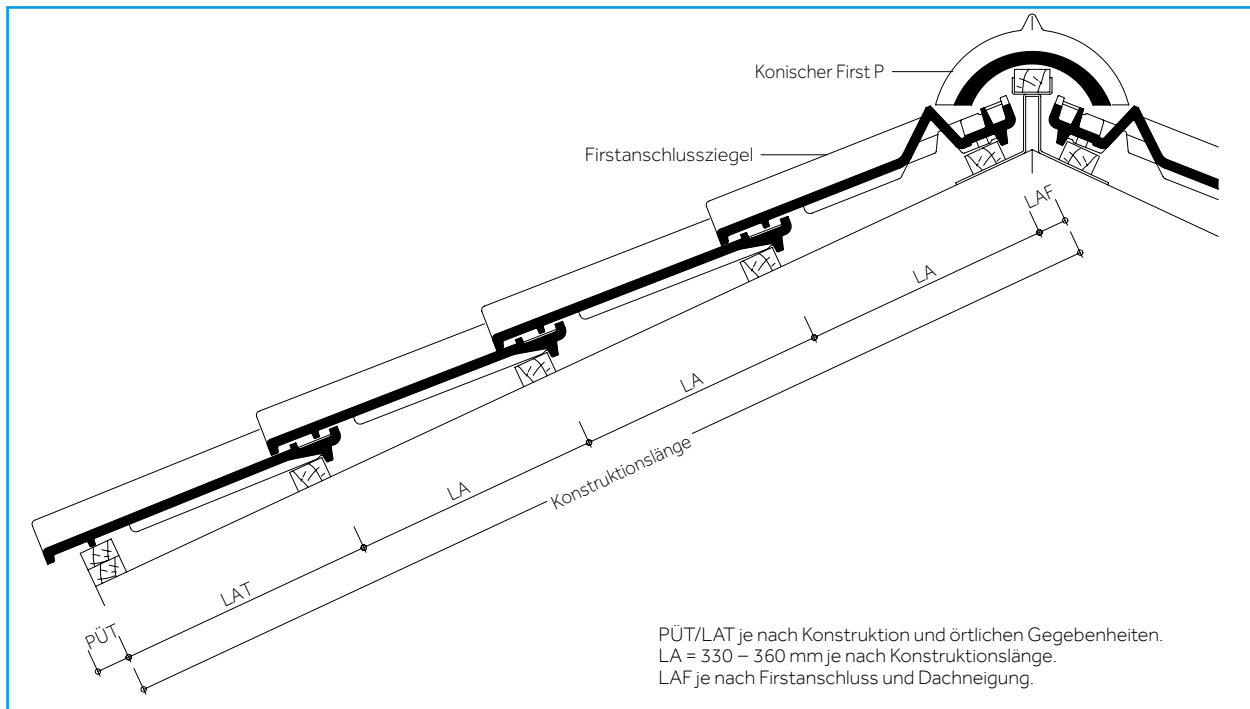 Konischer First P
Firstanschlussziegel
LAF
LA
LA
LA
Konstruktionslänge
LAT
PÜT
PÜT/LAT je nach Konstruktion und örtlichen Gegebenheiten.
LA = 330 – 360 mm je nach Konstruktionslänge.
LAF je nach Firstanschluss und Dachneigung.